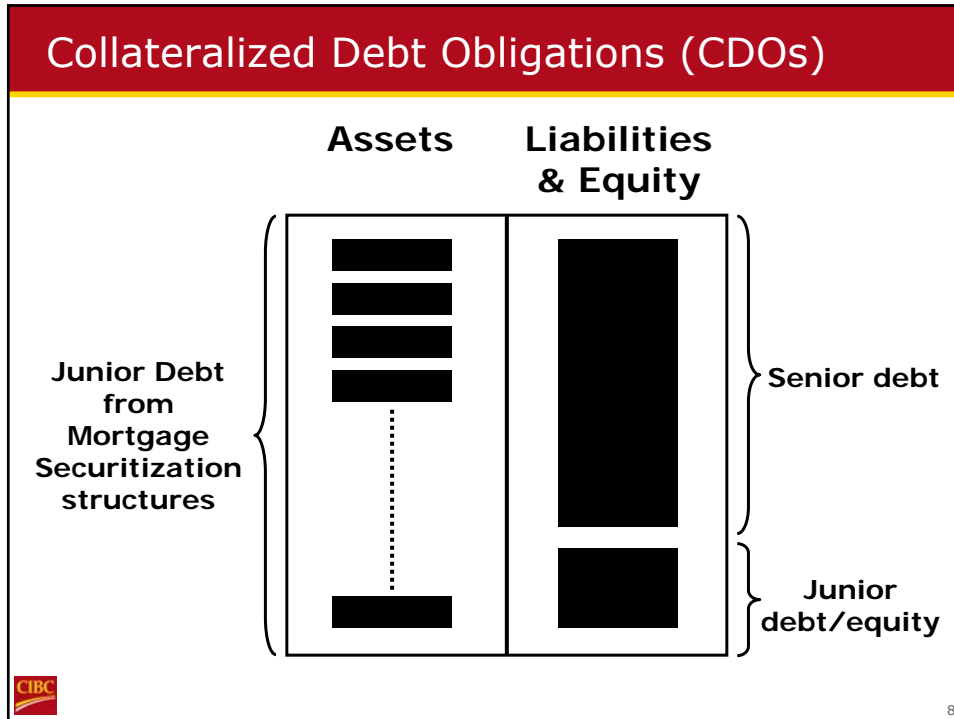 Collateralized Debt Obligations (CDOs)
Assets
Liabilities
& Equity
Junior Debt
from
Mortgage
Securitization
structures
Senior debt
Junior
debt/equity
CIBC
8